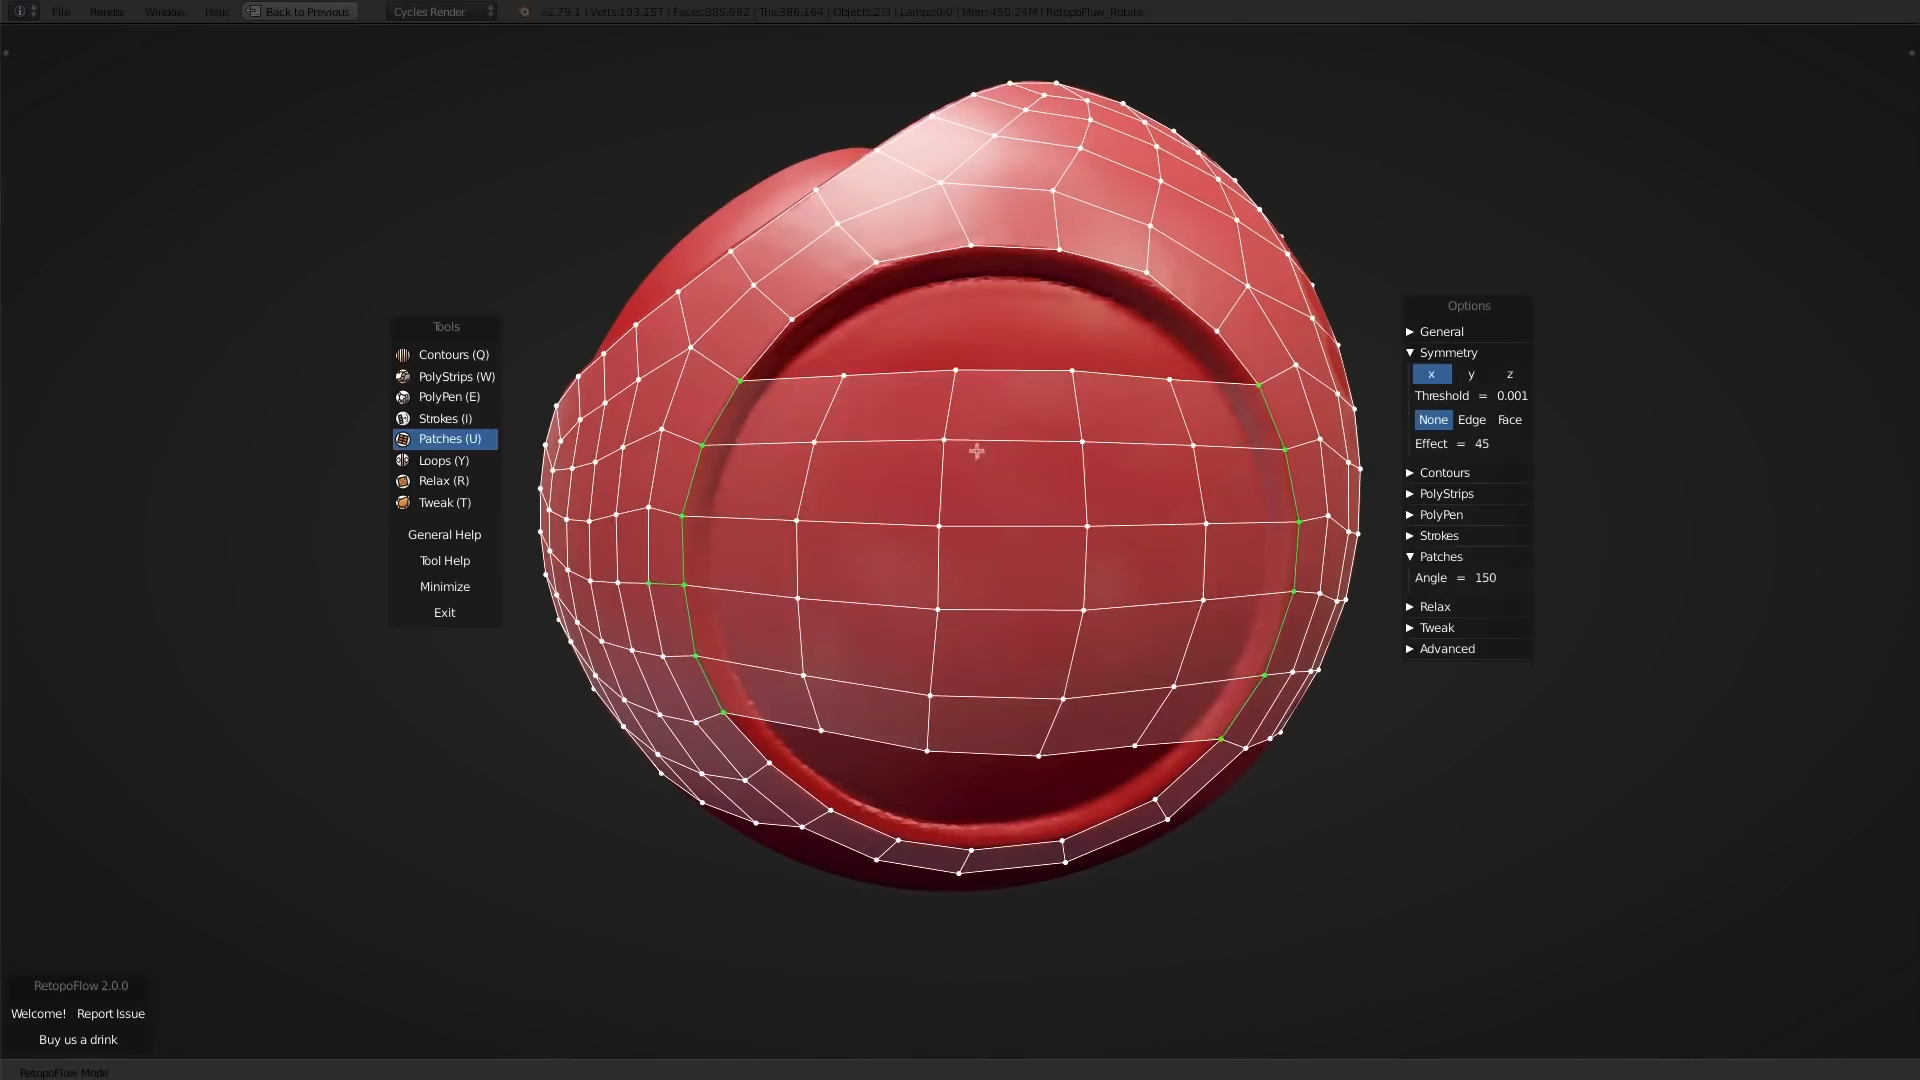 File Render Window Help Back to Previous Cycles Render v2.79.1 | Verts:193,157 | Faces:385,962 | Tris:386,164 | Objects:2/3 | Lamps:0/0 | Mem:450.24M | RetopoFlow_Rotate
Tools
Contours (Q)
PolyStrips (W)
PolyPen (E)
Strokes (I)
Patches (U)
Loops (Y)
Relax (R)
Tweak (T)
General Help
Tool Help
Minimize
Exit
Options
General
Symmetry
x y z
Threshold = 0.001
None Edge Face
Effect = 45
Contours
PolyStrips
PolyPen
Strokes
Patches
Angle = 150
Relax
Tweak
Advanced
RetopoFlow 2.0.0
Welcome! Report Issue
Buy us a drink
RetopoFlow Mode